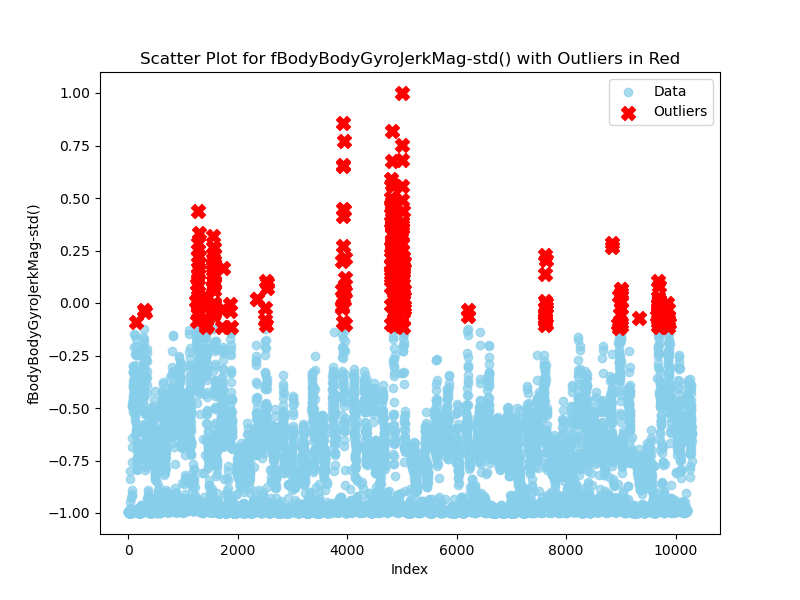 Scatter Plot for fBodyBodyGyroJerkMag-std() with Outliers in Red
Data
Outliers
fBodyBodyGyroJerkMag-std()
1.00
0.75
0.50
0.25
0.00
−0.25
−0.50
−0.75
−1.00
0 2000 4000 6000 8000 10000
Index